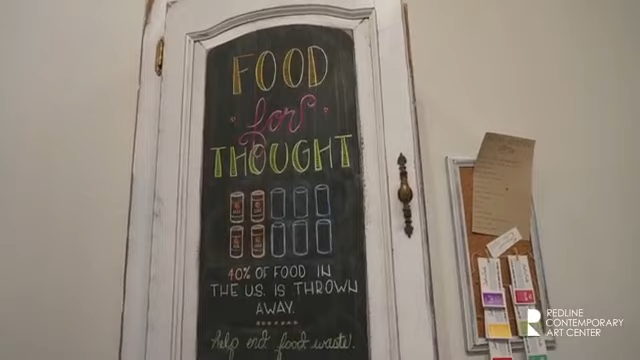 FOOD
for
THOUGHT
40% OF FOOD IN
THE U.S. IS THROWN
AWAY.
help end food waste!
REDLINE
CONTEMPORARY
ART CENTER